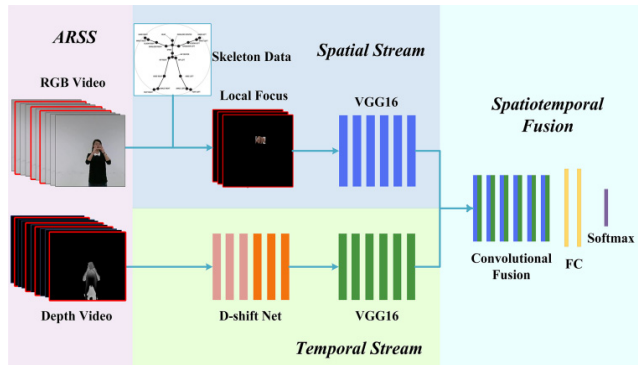 ARSS
Skeleton Data
Spatial Stream
RGB Video
Local Focus
VGG16
Spatiotemporal
Fusion
Softmax
Convolutional
Fusion
FC
Depth Video
D-shift Net
VGG16
Temporal Stream